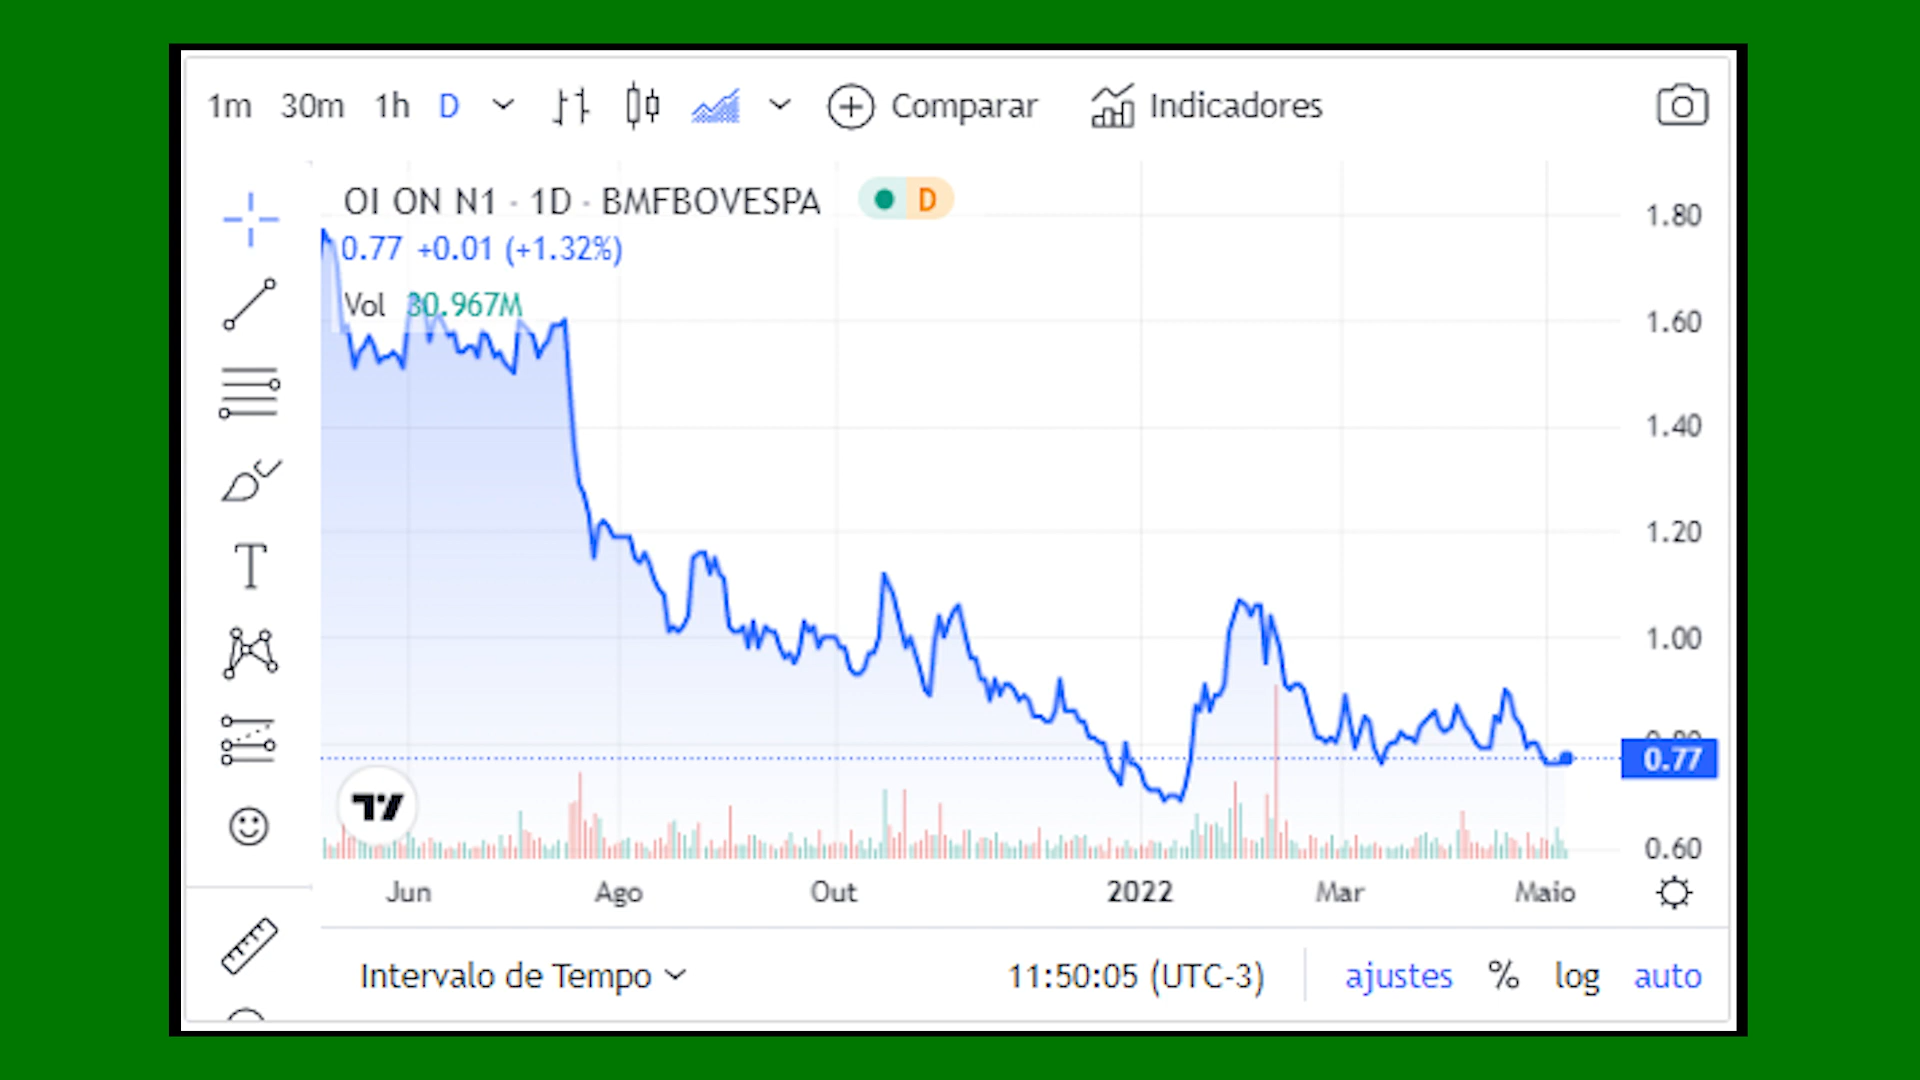 1m 30m 1h D Comparar Indicadores
OI ON N1 · 1D · BMFBOVESPA D
0.77 +0.01 (+1.32%)
Vol 30.967M
1.80
1.60
1.40
1.20
1.00
0.80
0.77
0.60
Jun Ago Out 2022 Mar Maio
Intervalo de Tempo 11:50:05 (UTC-3) ajustes % log auto